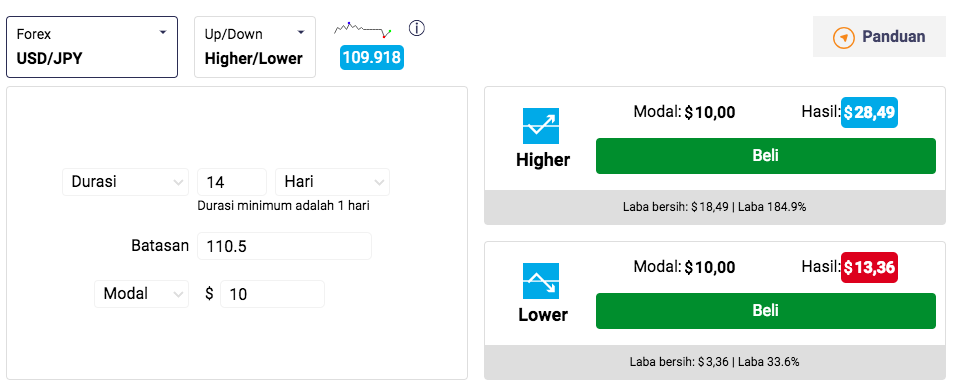 Forex
USD/JPY
Up/Down
Higher/Lower
109.918
Panduan
Durasi 14 Hari
Durasi minimum adalah 1 hari
Batasan 110.5
Modal $ 10
Higher
Modal: $10,00 Hasil: $28,49
Beli
Laba bersih: $18,49 | Laba 184.9%
Lower
Modal: $10,00 Hasil: $13,36
Beli
Laba bersih: $3,36 | Laba 33.6%